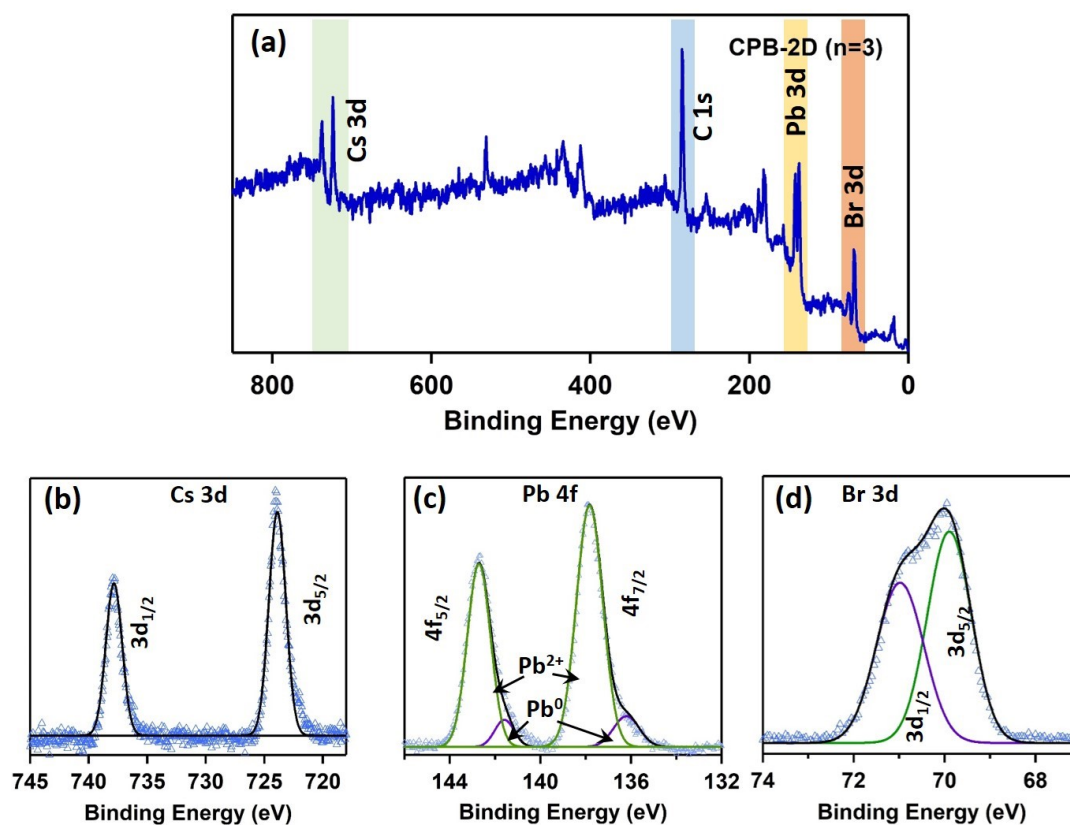 (a)
CPB-2D (n=3)
Cs 3d
C 1s
Pb 3d
Br 3d
800 600 400 200 0
Binding Energy (eV)
(b) Cs 3d
3d1/2
3d5/2
745 740 735 730 725 720
Binding Energy (eV)
(c) Pb 4f
4f5/2
4f7/2
Pb2+
Pb0
144 140 136 132
Binding Energy (eV)
(d) Br 3d
3d5/2
3d1/2
74 72 70 68
Binding Energy (eV)